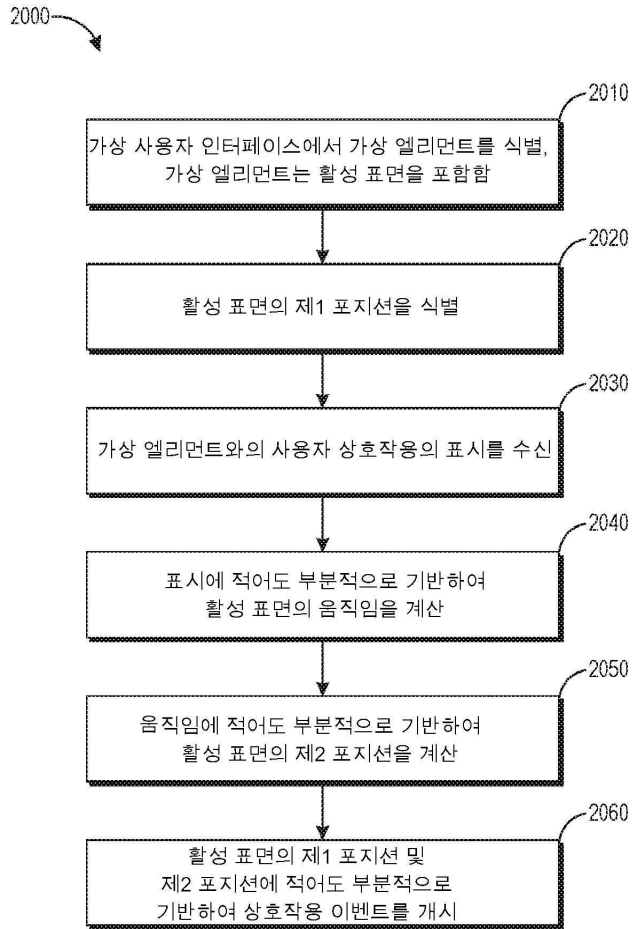 2000
2010
가상 사용자 인터페이스에서 가상 엘리먼트를 식별,
가상 엘리먼트는 활성 표면을 포함함
2020
활성 표면의 제1 포지션을 식별
2030
가상 엘리먼트와의 사용자 상호작용의 표시를 수신
2040
표시에 적어도 부분적으로 기반하여
활성 표면의 움직임을 계산
2050
움직임에 적어도 부분적으로 기반하여
활성 표면의 제2 포지션을 계산
2060
활성 표면의 제1 포지션 및
제2 포지션에 적어도 부분적으로
기반하여 상호작용 이벤트를 개시